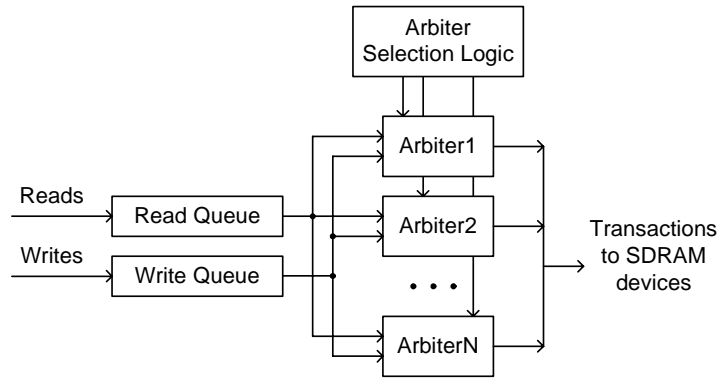 Arbiter
Selection Logic
Arbiter1
Reads
Read Queue
Arbiter2
Writes
Write Queue
Transactions
to SDRAM
devices
. . .
ArbiterN